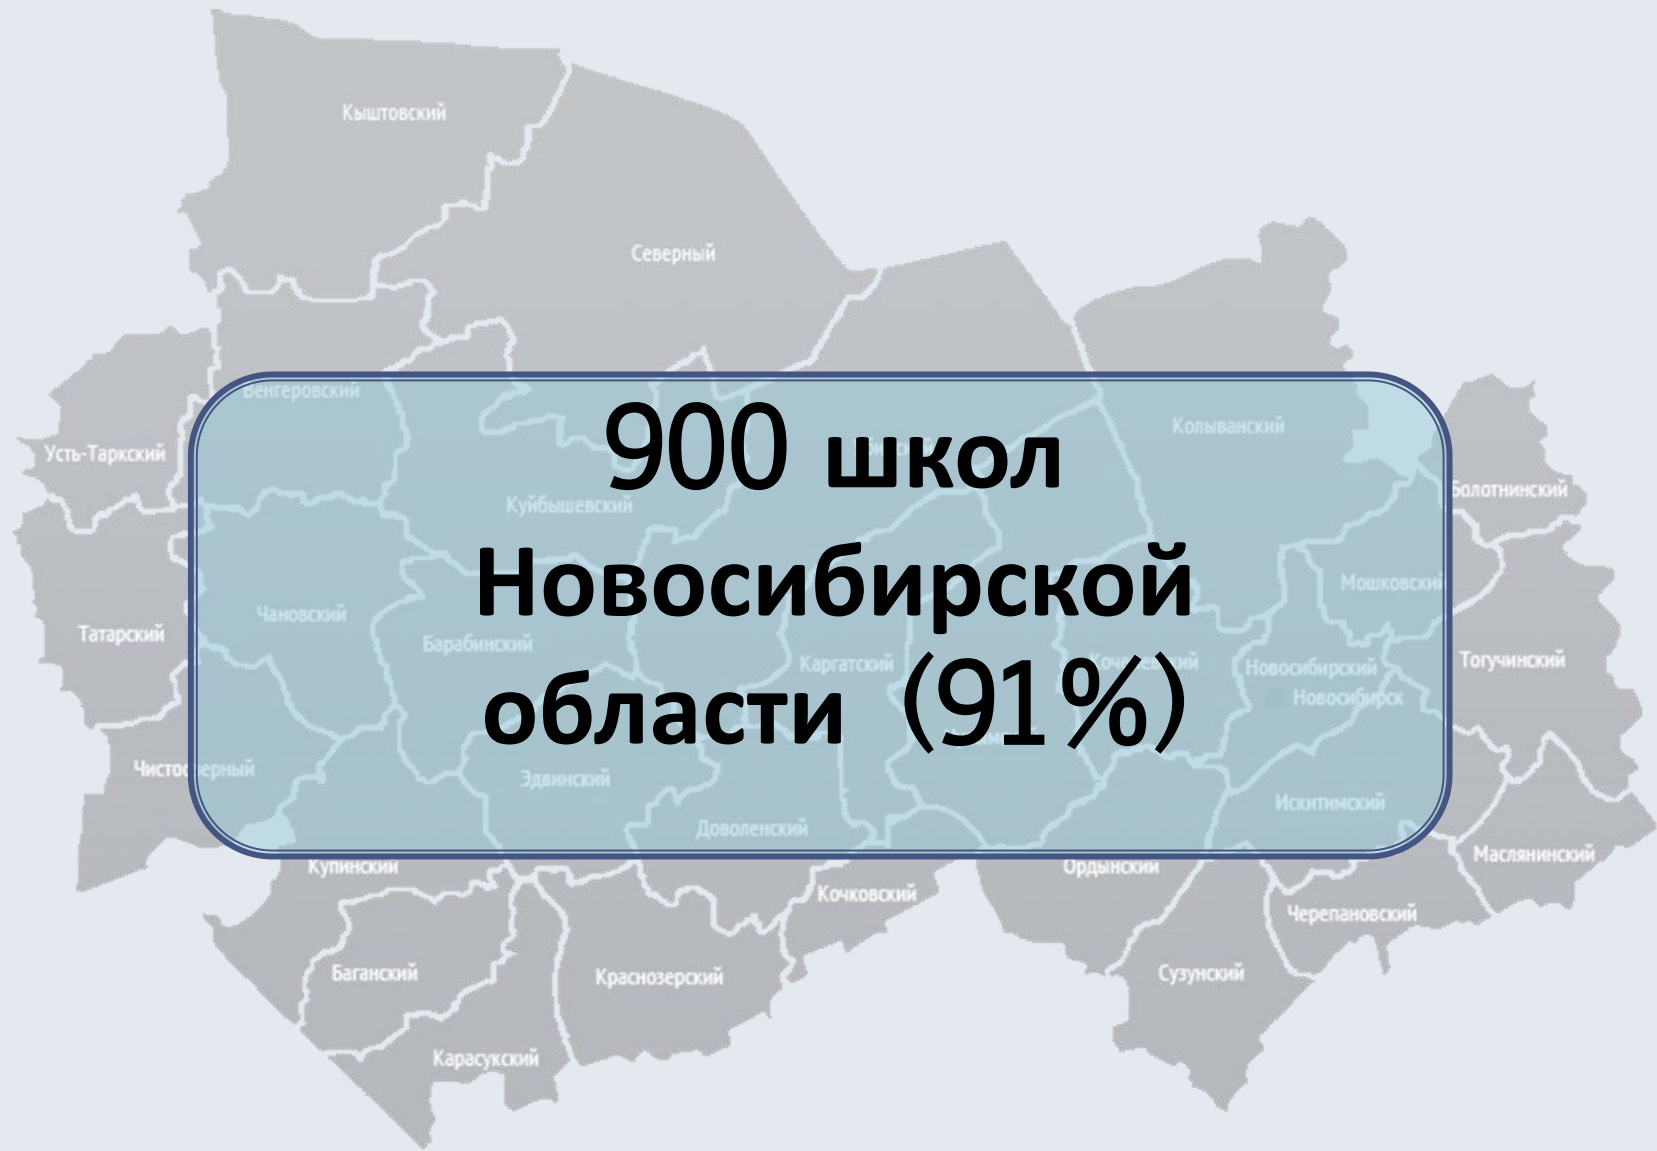 Кыштовский
Северный
Венгеровский
Усть-Таркский
900 школ
Новосибирской
области (91%)
Колыванский
Куйбышевский
Болотнинский
Мошковский
Чановский
Татарский
Барабинский
Каргатский
Новосибирский
Тогучинский
Новосибирск
Эдвинский
Искитимский
Доволенский
Маслянинский
Купинский
Ордынский
Кочковский
Черепановский
Баганский
Краснозерский
Сузунский
Карасукский